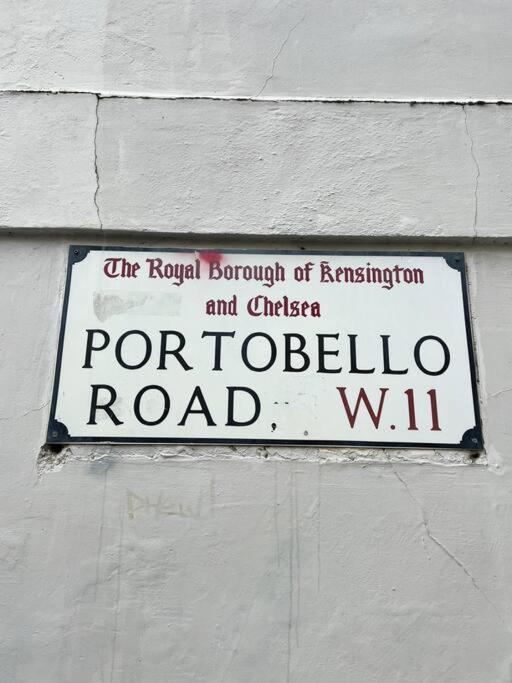 The Royal Borough of Kensington
and Chelsea
PORTOBELLO
ROAD W.11